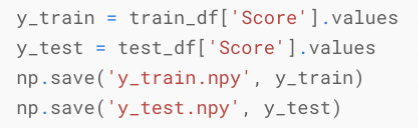 y_train = train_df['Score'].values
y_test = test_df['Score'].values
np.save('y_train.npy', y_train)
np.save('y_test.npy', y_test)